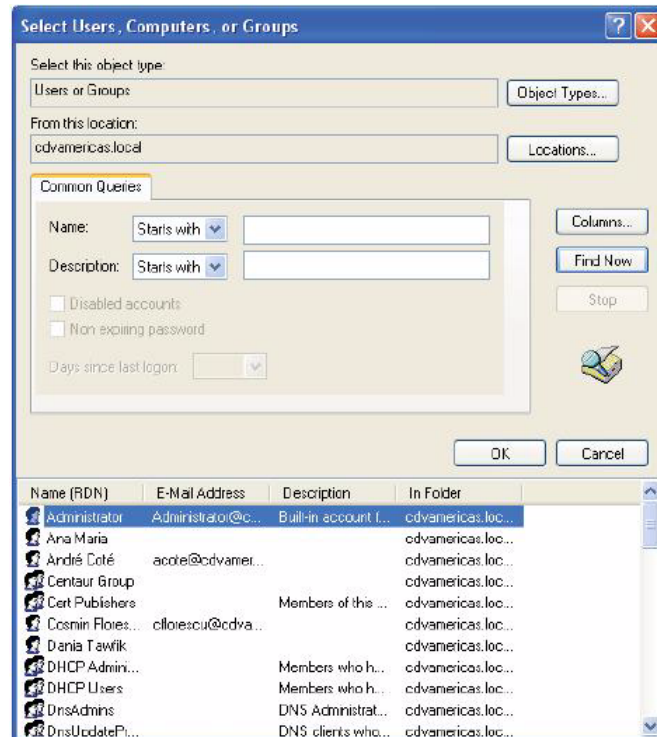 Select Users, Computers, or Groups
Select this object type:
Users or Groups
Object Types...
From this location:
cdvamericas.local
Locations...
Common Queries
Name: Starts with
Description: Starts with
Disabled accounts
Non expiring password
Days since last logon:
Columns...
Find Now
Stop
OK Cancel
Name (RDN) E-Mail Address Description In Folder
Administrator Administrator@c... Built-in account f... cdvamericas.loc...
Ana Maria cdvamericas.loc...
André Coté acote@cdvamer... cdvamericas.loc...
Centaur Group cdvamericas.loc...
Cert Publishers Members of this ... cdvamericas.loc...
Cosmin Flores... cflorescu@cdva... cdvamericas.loc...
Dania Tawfik cdvamericas.loc...
DHCP Admini... Members who h... cdvamericas.loc...
DHCP Users Members who h... cdvamericas.loc...
DnsAdmins DNS Administrat... cdvamericas.loc...
DnsUpdatePr... DNS clients who... cdvamericas.loc...